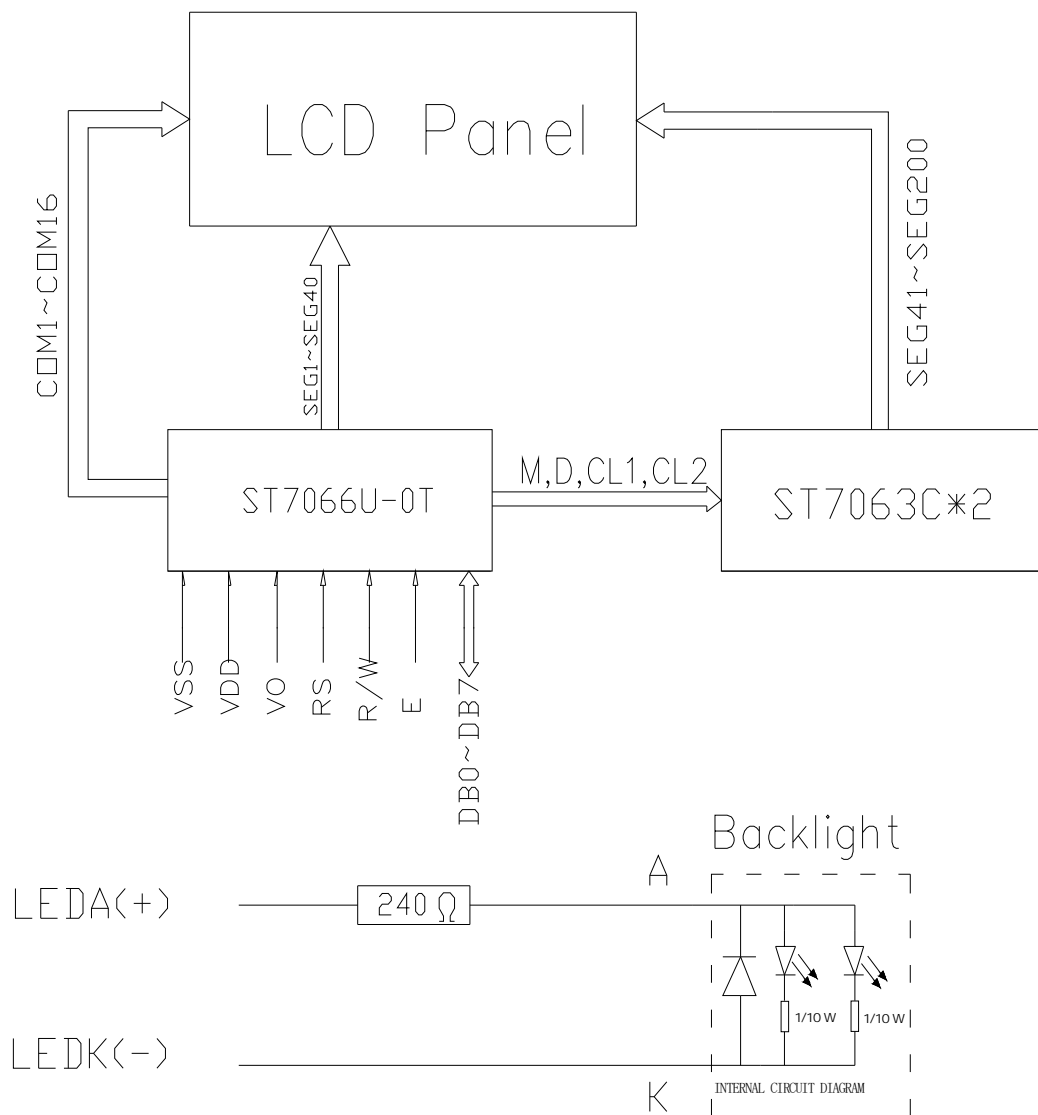 LCD Panel
COM1~COM16
SEG1~SEG40
SEG41~SEG200
ST7066U-0T
M,D,CL1,CL2
ST7063C*2
VSS
VDD
VO
RS
R/W
E
DB0~DB7
Backlight
A
LEDA(+)
240 Ω
1/10 W
1/10 W
LEDK(-)
K
INTERNAL CIRCUIT DIAGRAM